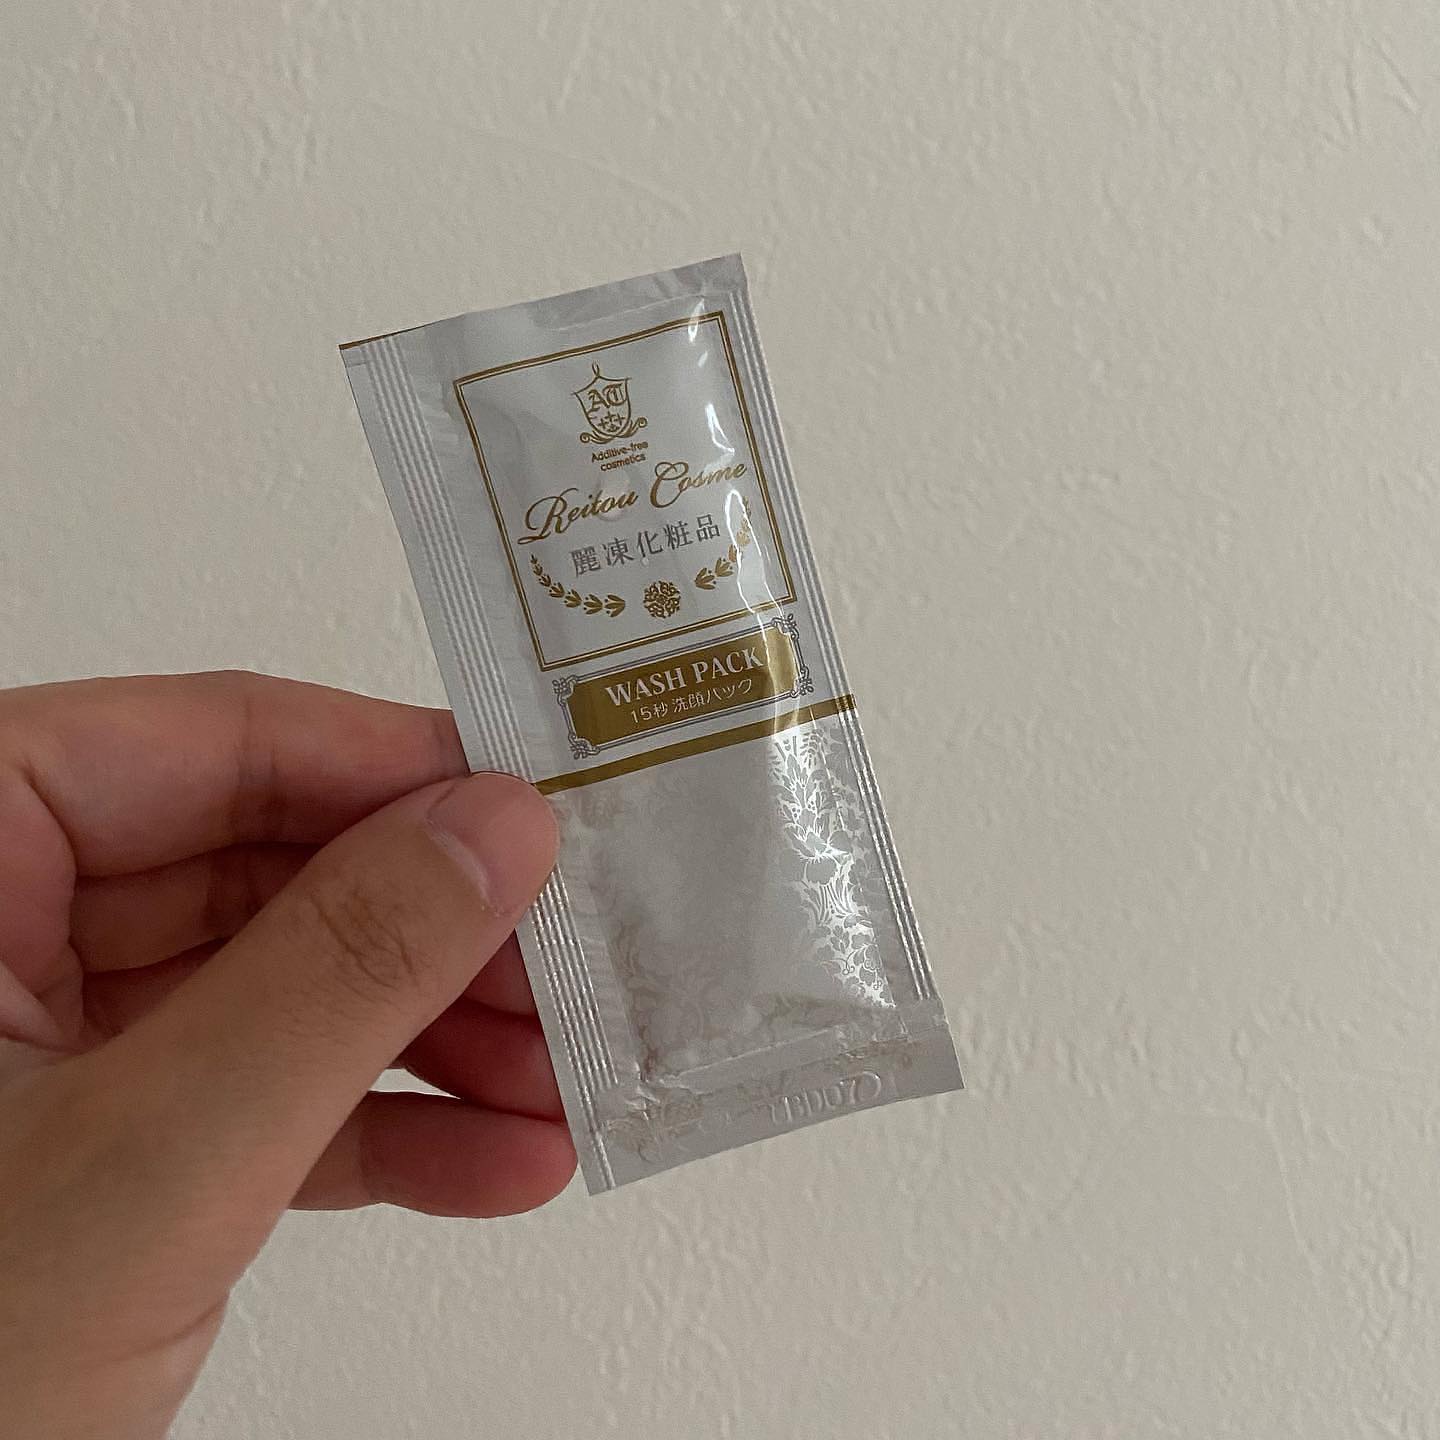 AT
Additive-free
cosmetics
Reitou Cosme
麗凍化粧品
WASH PACK
15秒 洗顔パック